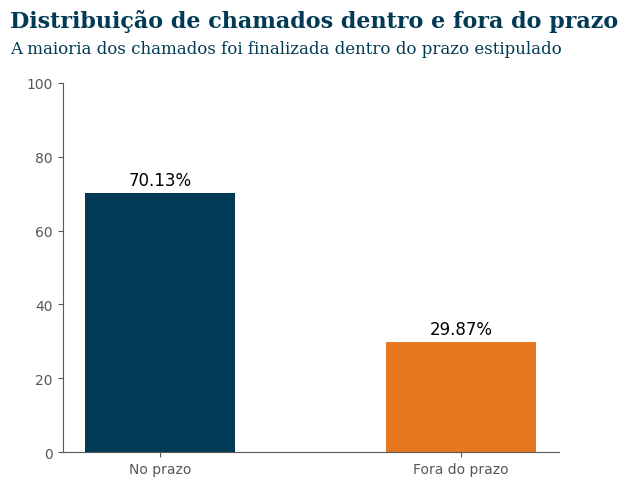 Distribuição de chamados dentro e fora do prazo
A maioria dos chamados foi finalizada dentro do prazo estipulado
100
80
60
40
20
0
70.13%
29.87%
No prazo
Fora do prazo